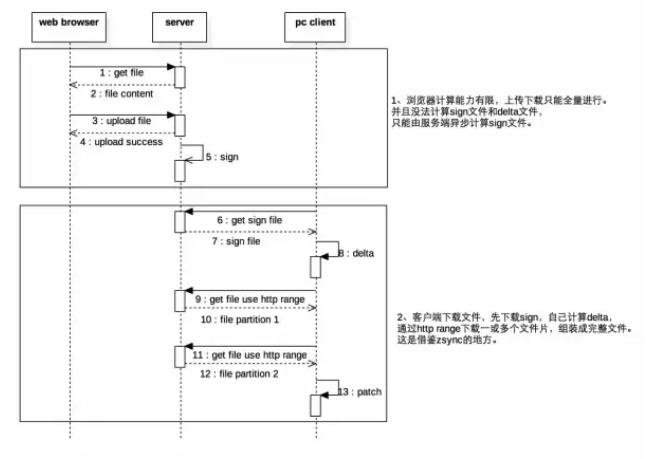 web browser
server
pc client
1 : get file
2 : file content
3 : upload file
4 : upload success
5 : sign
1、浏览器计算能力有限，上传下载只能全量进行。
并且没法计算sign文件和delta文件，
只能由服务端异步计算sign文件。
6 : get sign file
7 : sign file
8 : delta
9 : get file use http range
10 : file partition 1
11 : get file use http range
12 : file partition 2
13 : patch
2、客户端下载文件，先下载sign，自己计算delta，
通过http range下载一或多个文件片，组装成完整文件。
这是借鉴zsync的地方。